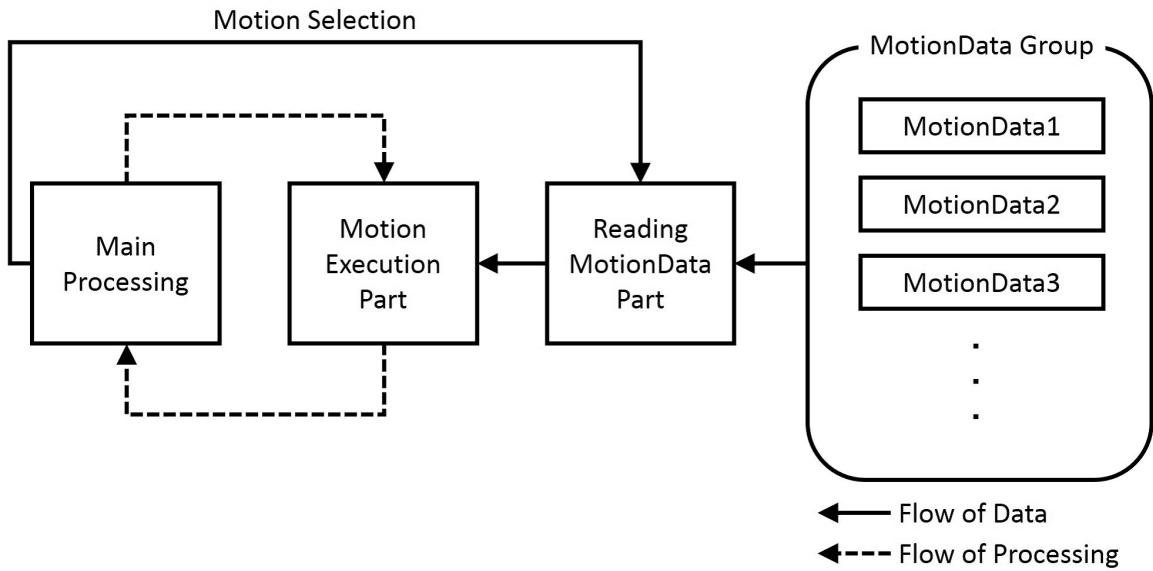 Motion Selection
MotionData Group
MotionData1
MotionData2
MotionData3
Main
Processing
Motion
Execution
Part
Reading
MotionData
Part
Flow of Data
Flow of Processing